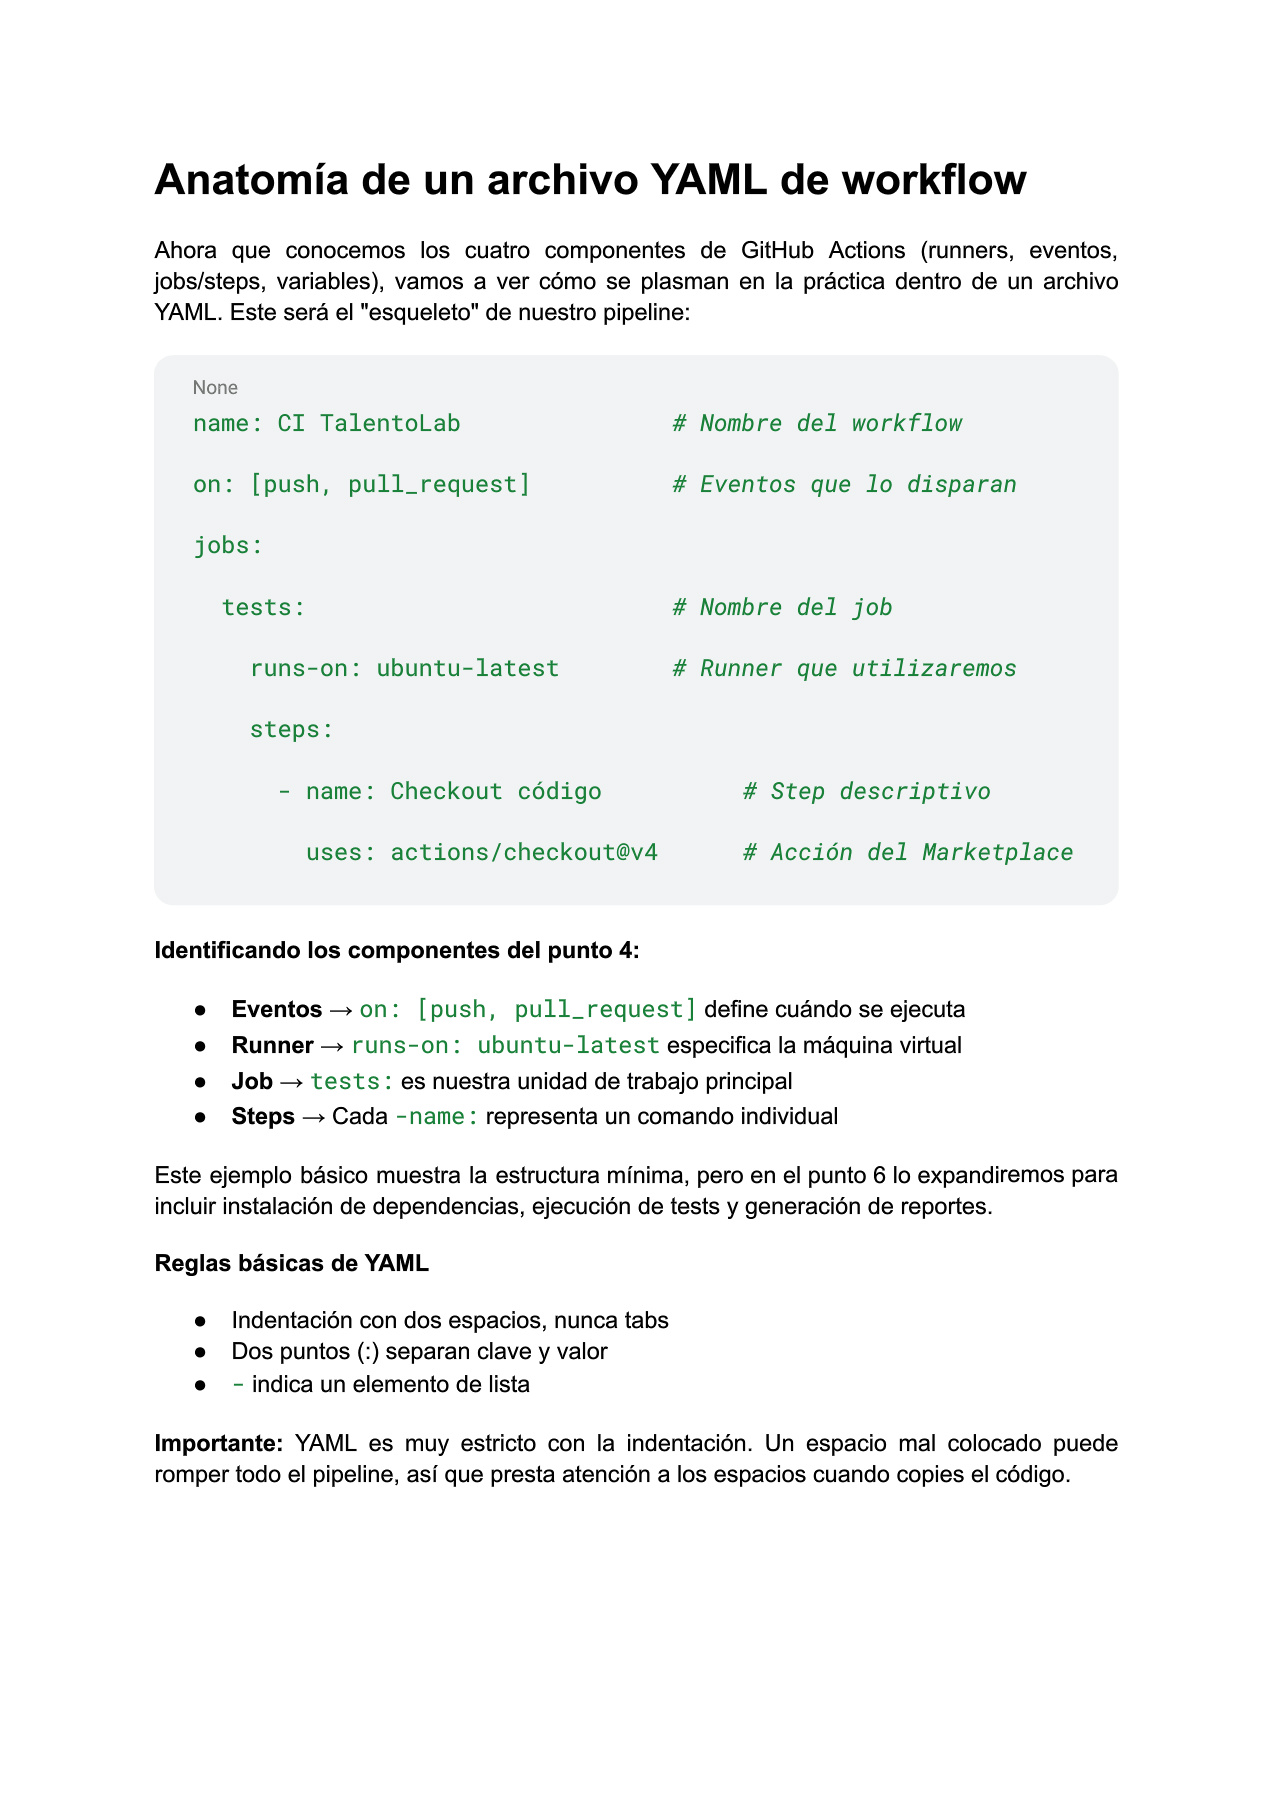 Anatomía de un archivo YAML de workflow
Ahora que conocemos los cuatro componentes de GitHub Actions (runners, eventos,
jobs/steps, variables), vamos a ver cómo se plasman en la práctica dentro de un archivo
YAML. Este será el "esqueleto" de nuestro pipeline:
None
name: CI TalentoLab               # Nombre del workflow
on: [push, pull_request]          # Eventos que lo disparan
jobs:
  tests:                          # Nombre del job
    runs-on: ubuntu-latest        # Runner que utilizaremos
    steps:
      - name: Checkout código          # Step descriptivo
        uses: actions/checkout@v4      # Acción del Marketplace
Identificando los componentes del punto 4:
● Eventos → on: [push, pull_request] define cuándo se ejecuta
● Runner → runs-on: ubuntu-latest especifica la máquina virtual
● Job → tests: es nuestra unidad de trabajo principal
● Steps → Cada -name: representa un comando individual
Este ejemplo básico muestra la estructura mínima, pero en el punto 6 lo expandiremos para
incluir instalación de dependencias, ejecución de tests y generación de reportes.
Reglas básicas de YAML
● Indentación con dos espacios, nunca tabs
● Dos puntos (:) separan clave y valor
● - indica un elemento de lista
Importante: YAML es muy estricto con la indentación. Un espacio mal colocado puede
romper todo el pipeline, así que presta atención a los espacios cuando copies el código.